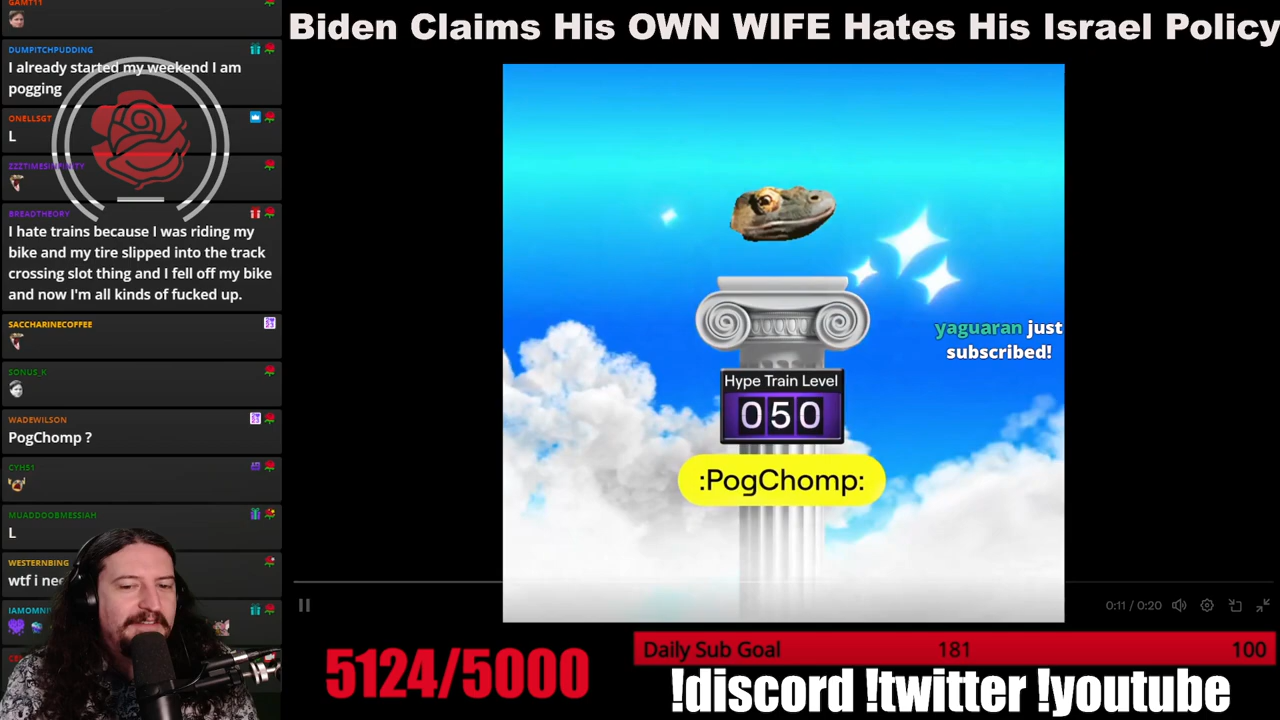 GAMT11
Biden Claims His OWN WIFE Hates His Israel Policy
DUMPITCHPUDDING
I already started my weekend I am
pogging
ONELLSGT
L
BREADTHEORY
I hate trains because I was riding my
bike and my tire slipped into the track
crossing slot thing and I fell off my bike
and now I'm all kinds of fucked up.
SACCHARINECOFFEE
SONUS_K
WADEWILSON
PogChomp ?
CYHS1
MUADDOOBMESSIAH
L
WESTERNBING
wtf i
yaguaran just
subscribed!
Hype Train Level
050
:PogChomp:
0:11 / 0:20
5124/5000
Daily Sub Goal 181 100
!discord !twitter !youtube